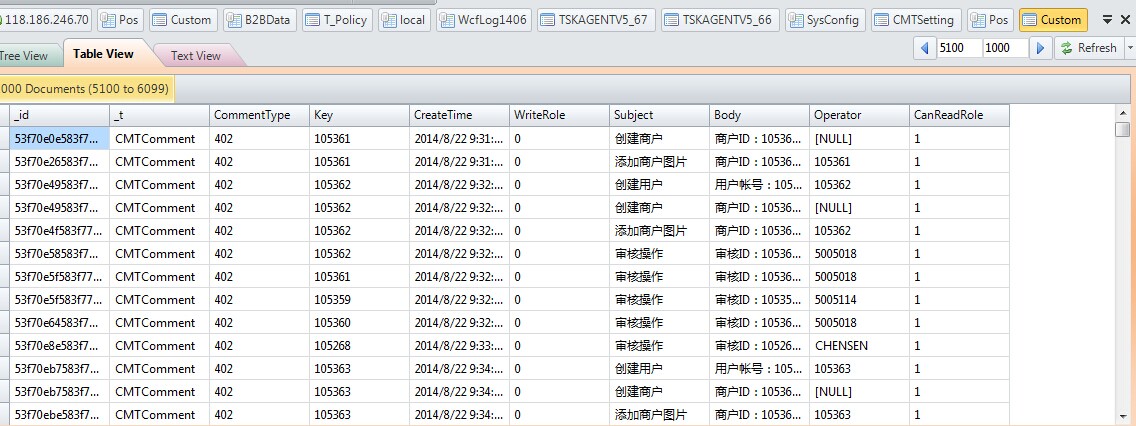 118.186.246.70 Pos Custom B2BData T_Policy local WcfLog1406 TSKAGENTV5_67 TSKAGENTV5_66 SysConfig CMTSetting Pos Custom
Tree View Table View Text View 5100 1000 Refresh
000 Documents (5100 to 6099)
_id _t CommentType Key CreateTime WriteRole Subject Body Operator CanReadRole
53f70e0e583f7... CMTComment 402 105361 2014/8/22 9:31:... 0 创建商户 商户ID：10536... [NULL] 1
53f70e26583f7... CMTComment 402 105361 2014/8/22 9:31:... 0 添加商户图片 商户ID：10536... 105361 1
53f70e49583f7... CMTComment 402 105362 2014/8/22 9:32:... 0 创建用户 用户帐号：105... 105362 1
53f70e49583f7... CMTComment 402 105362 2014/8/22 9:32:... 0 创建商户 商户ID：10536... [NULL] 1
53f70e4f583f77... CMTComment 402 105362 2014/8/22 9:32:... 0 添加商户图片 商户ID：10536... 105362 1
53f70e58583f7... CMTComment 402 105362 2014/8/22 9:32:... 0 审核操作 审核ID：10536... 5005018 1
53f70e5f583f77... CMTComment 402 105361 2014/8/22 9:32:... 0 审核操作 审核ID：10536... 5005018 1
53f70e5f583f77... CMTComment 402 105359 2014/8/22 9:32:... 0 审核操作 审核ID：10535... 5005114 1
53f70e64583f7... CMTComment 402 105360 2014/8/22 9:32:... 0 审核操作 审核ID：10536... 5005018 1
53f70e8e583f7... CMTComment 402 105268 2014/8/22 9:33:... 0 审核操作 审核ID：10526... CHENSEN 1
53f70eb7583f7... CMTComment 402 105363 2014/8/22 9:34:... 0 创建用户 用户帐号：105... 105363 1
53f70eb7583f7... CMTComment 402 105363 2014/8/22 9:34:... 0 创建商户 商户ID：10536... [NULL] 1
53f70ebe583f7... CMTComment 402 105363 2014/8/22 9:34:... 0 添加商户图片 商户ID：10536... 105363 1